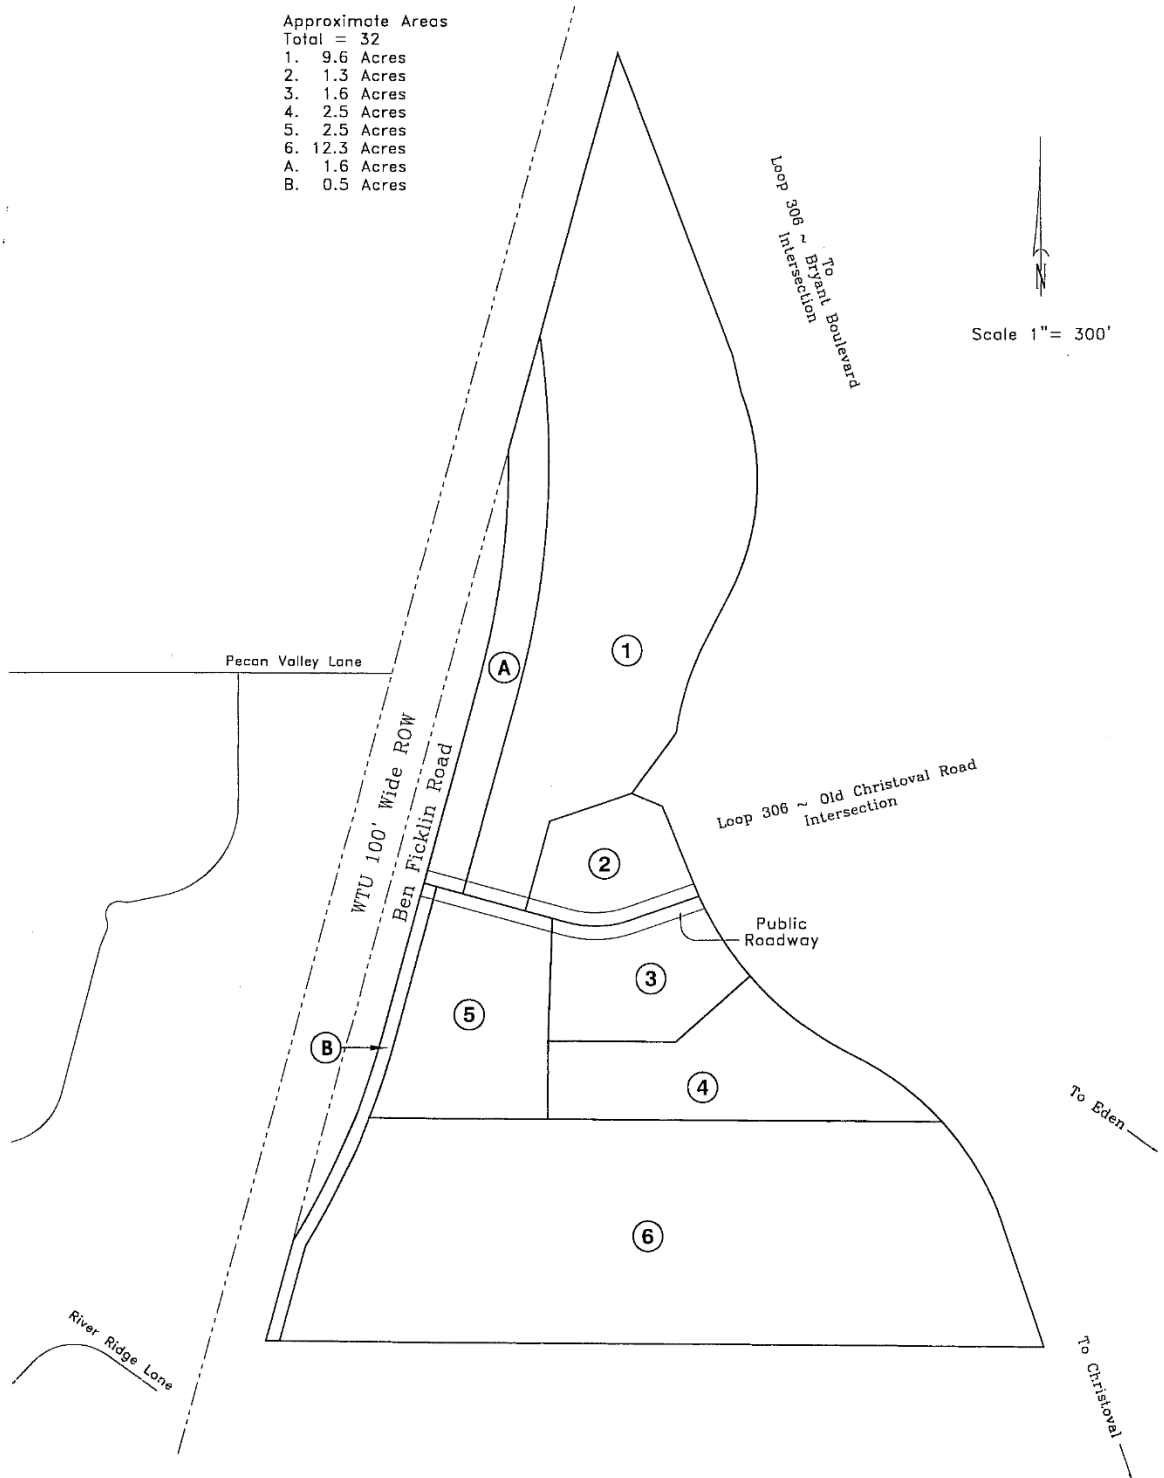 Approximate Areas
Total = 32
1. 9.6 Acres
2. 1.3 Acres
3. 1.6 Acres
4. 2.5 Acres
5. 2.5 Acres
6. 12.3 Acres
A. 1.6 Acres
B. 0.5 Acres
To
Loop 306 ~ Bryant Boulevard
Intersection
N
Scale 1"= 300'
1
A
Pecan Valley Lane
WTU 100' Wide ROW
Ben Ficklin Road
Loop 306 ~ Old Christoval Road
Intersection
2
Public
Roadway
3
5
B
4
To Eden
6
River Ridge Lane
To Christoval